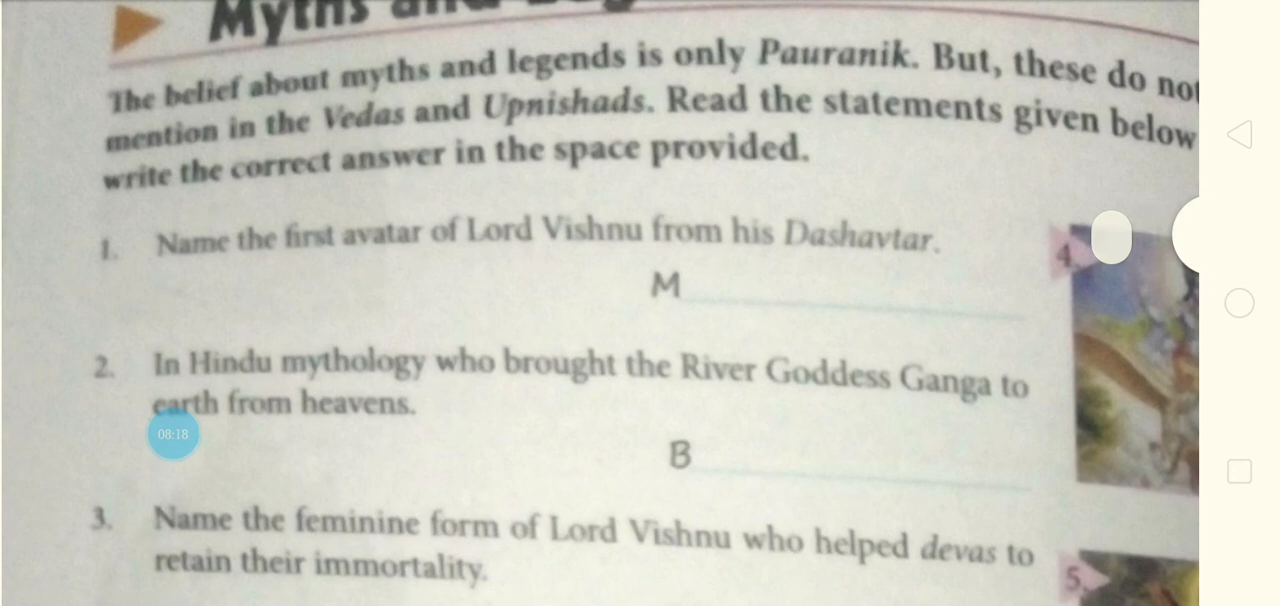 Myths and
The belief about myths and legends is only Pauranik. But, these do not
mention in the Vedas and Upnishads. Read the statements given below
write the correct answer in the space provided.
1. Name the first avatar of Lord Vishnu from his Dashavtar.
M
4.
2. In Hindu mythology who brought the River Goddess Ganga to
earth from heavens.
08:18
B
3. Name the feminine form of Lord Vishnu who helped devas to
retain their immortality.
5.